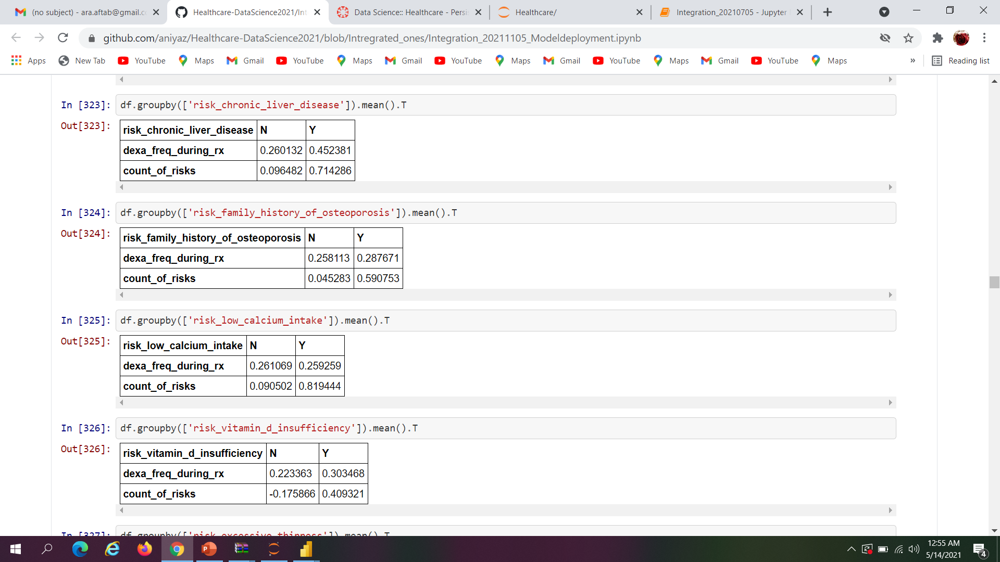 (no subject) - ara.aftab@gmail.c
Healthcare-DataScience2021/Int
Data Science:: Healthcare - Persi
Healthcare/
Integration_20210705 - Jupyter
github.com/aniyaz/Healthcare-DataScience2021/blob/Intregrated_ones/Integration_20211105_Modeldeployment.ipynb
Apps New Tab YouTube Maps Gmail YouTube Maps Gmail YouTube Maps Gmail YouTube Maps Gmail YouTube Maps » Reading list
In [323]: df.groupby(['risk_chronic_liver_disease']).mean().T
Out[323]:
risk_chronic_liver_disease N Y
dexa_freq_during_rx 0.260132 0.452381
count_of_risks 0.096482 0.714286
In [324]: df.groupby(['risk_family_history_of_osteoporosis']).mean().T
Out[324]:
risk_family_history_of_osteoporosis N Y
dexa_freq_during_rx 0.258113 0.287671
count_of_risks 0.045283 0.590753
In [325]: df.groupby(['risk_low_calcium_intake']).mean().T
Out[325]:
risk_low_calcium_intake N Y
dexa_freq_during_rx 0.261069 0.259259
count_of_risks 0.090502 0.819444
In [326]: df.groupby(['risk_vitamin_d_insufficiency']).mean().T
Out[326]:
risk_vitamin_d_insufficiency N Y
dexa_freq_during_rx 0.223363 0.303468
count_of_risks -0.175866 0.409321
In [327]: df.groupby(['risk_excessive_thinness']).mean().T
12:55 AM
5/14/2021
4